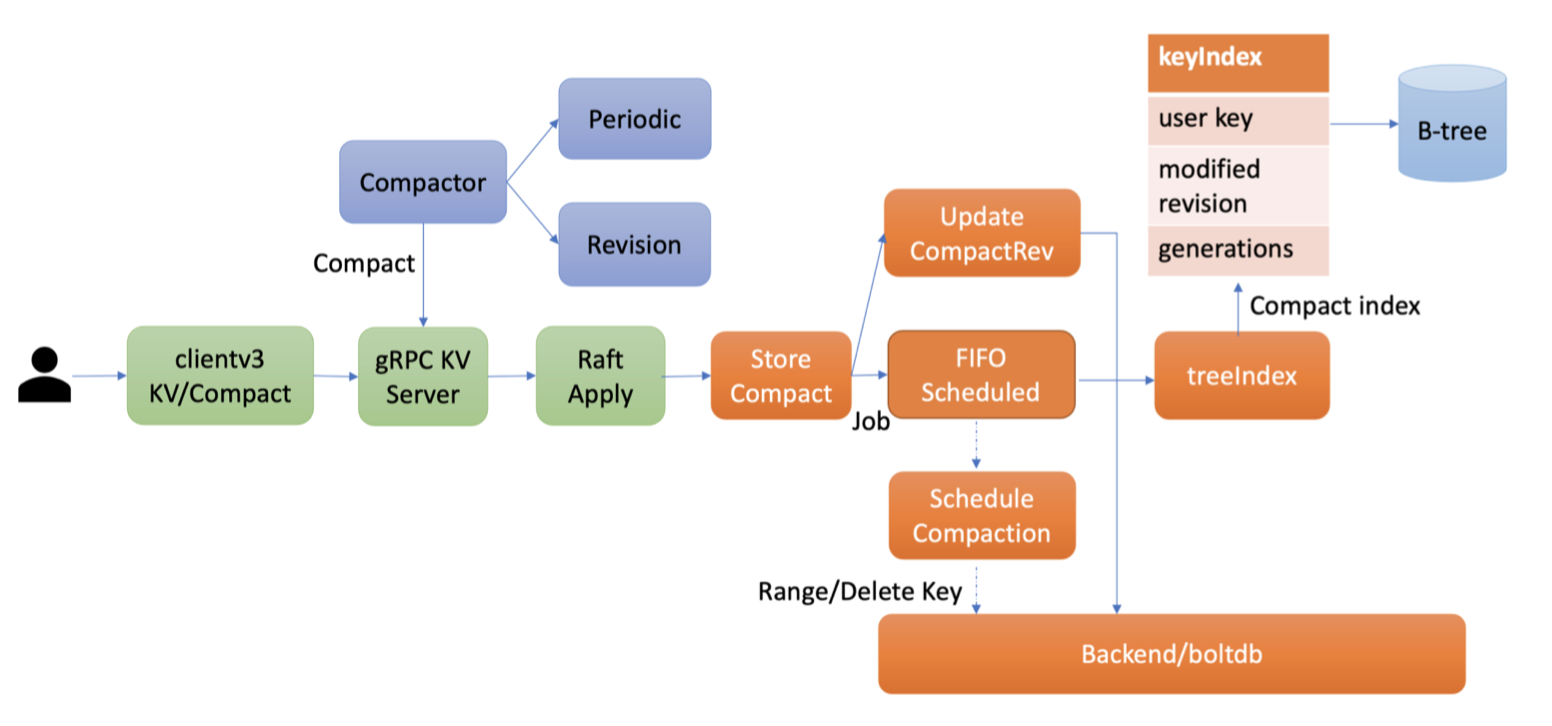 keyIndex
user key
modified
revision
generations
B-tree
Periodic
Compactor
Revision
Compact
Update
CompactRev
Compact index
clientv3
KV/Compact
gRPC KV
Server
Raft
Apply
Store
Compact
Job
FIFO
Scheduled
treeIndex
Schedule
Compaction
Range/Delete Key
Backend/boltdb